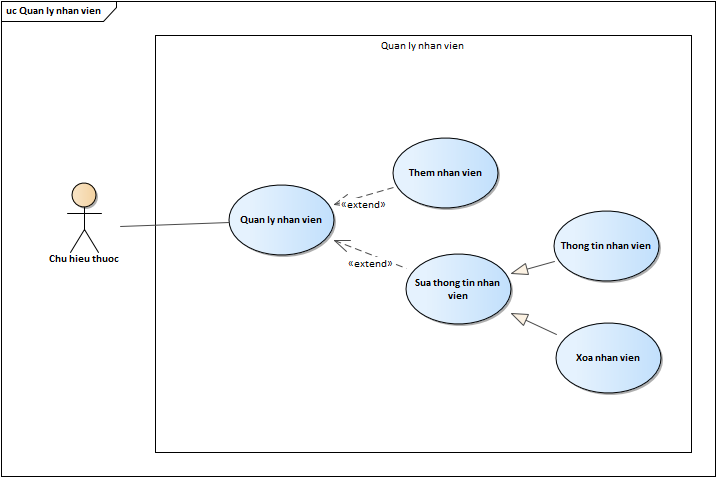 uc Quan ly nhan vien
Quan ly nhan vien
Them nhan vien
«extend»
Quan ly nhan vien
Thong tin nhan vien
Chu hieu thuoc
«extend»
Sua thong tin nhan
vien
Xoa nhan vien